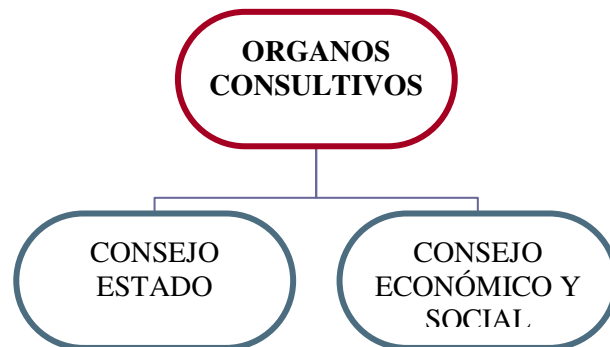 ORGANOS
CONSULTIVOS
CONSEJO
ESTADO
CONSEJO
ECONÓMICO Y
SOCIAL